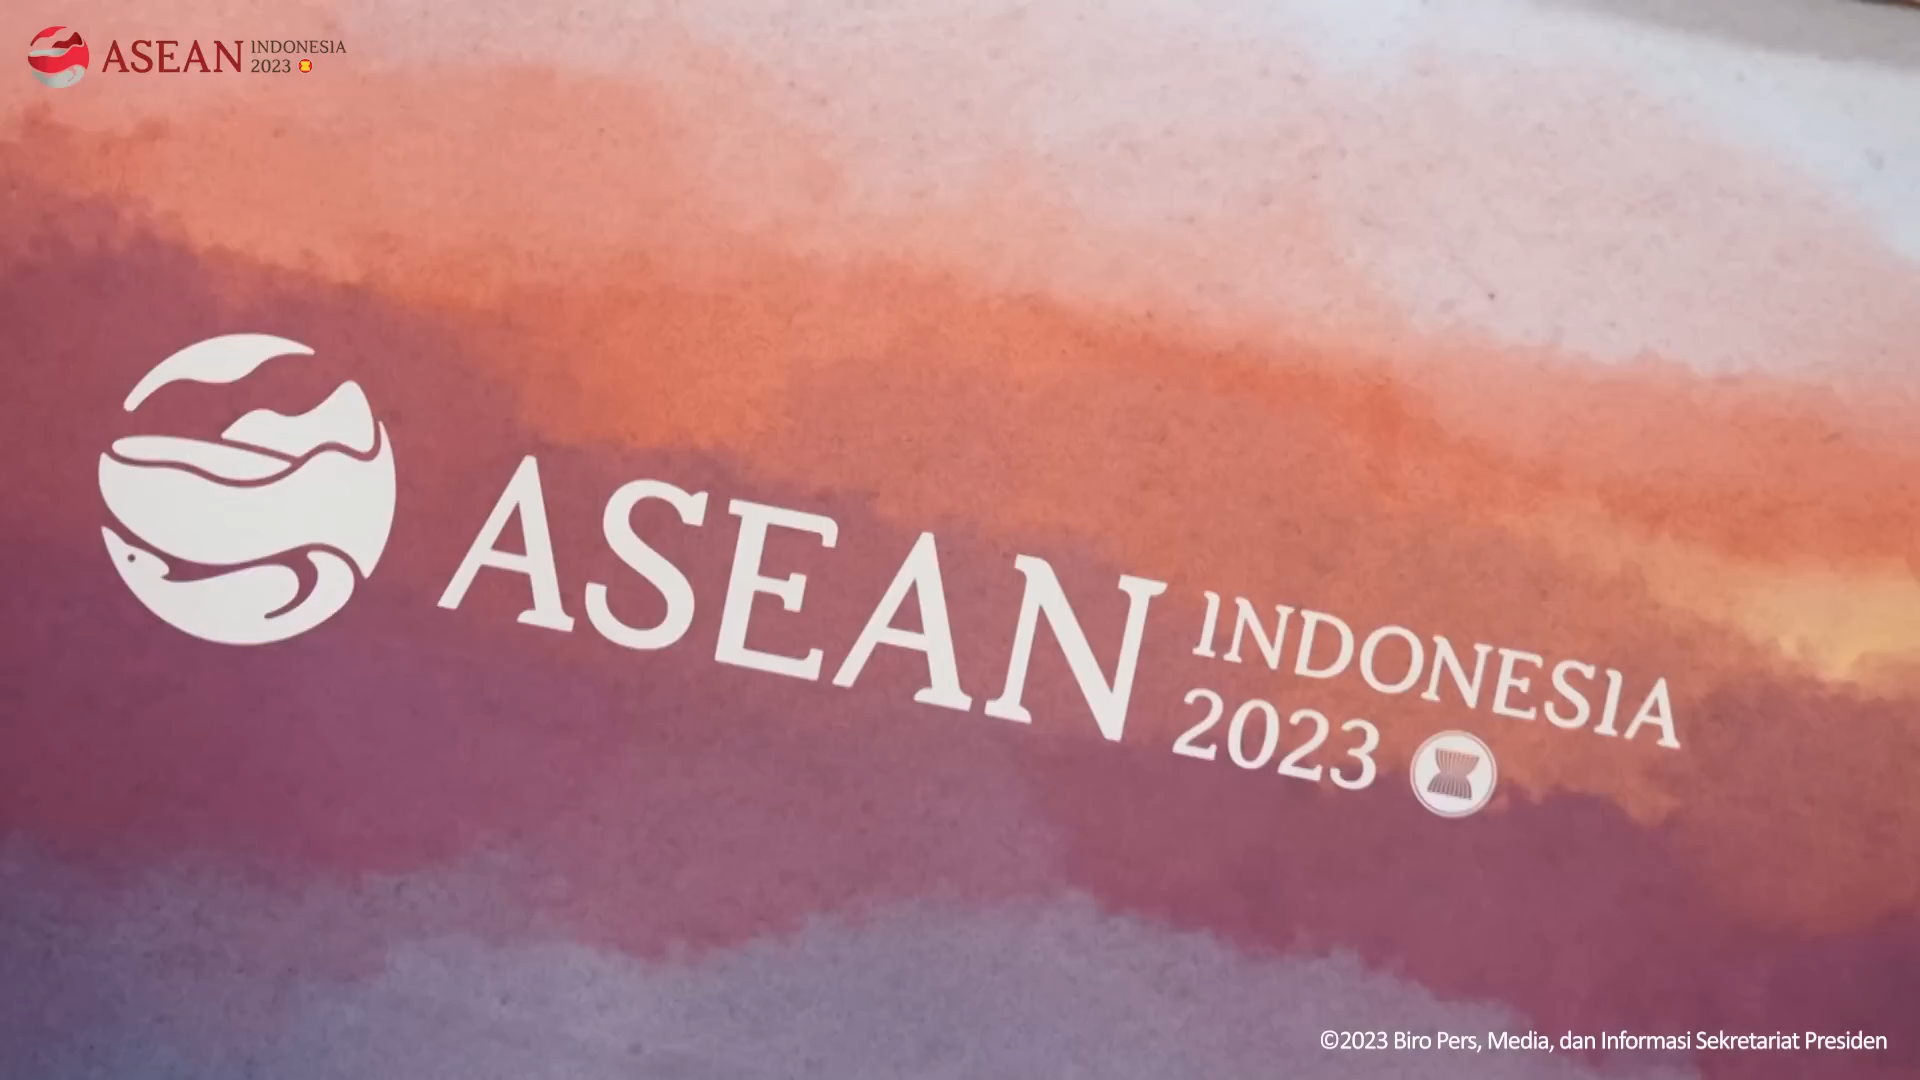 ASEAN INDONESIA
2023
ASEAN INDONESIA
2023
©2023 Biro Pers, Media, dan Informasi Sekretariat Presiden